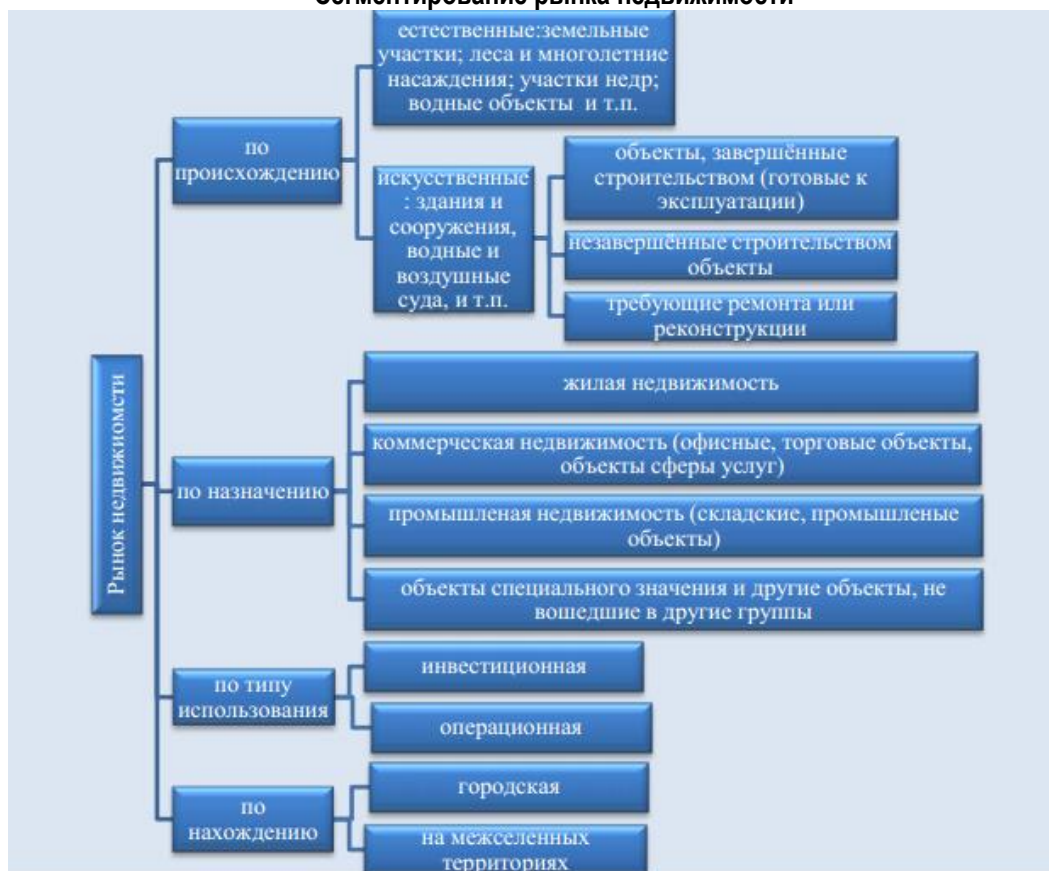 Сегментирование рынка недвижимости
естественные:земельные
участки; леса и многолетние
насаждения; участки недр;
водные объекты и т.п.
по
происхождению
искусственные
: здания и
сооружения,
водные и
воздушные
суда, и т.п.
объекты, завершённые
строительством (готовые к
эксплуатации)
незавершённые строительством
объекты
требующие ремонта или
реконструкции
Рынок недвижиомсти
по назначению
жилая недвижимость
коммерческая недвижимость (офисные, торговые объекты,
объекты сферы услуг)
промышленая недвижимость (складские, промышленые
объекты)
объекты специального значения и другие объекты, не
вошедшие в другие группы
по типу
использования
инвестиционная
операционная
по
нахождению
городская
на межселенных
территориях